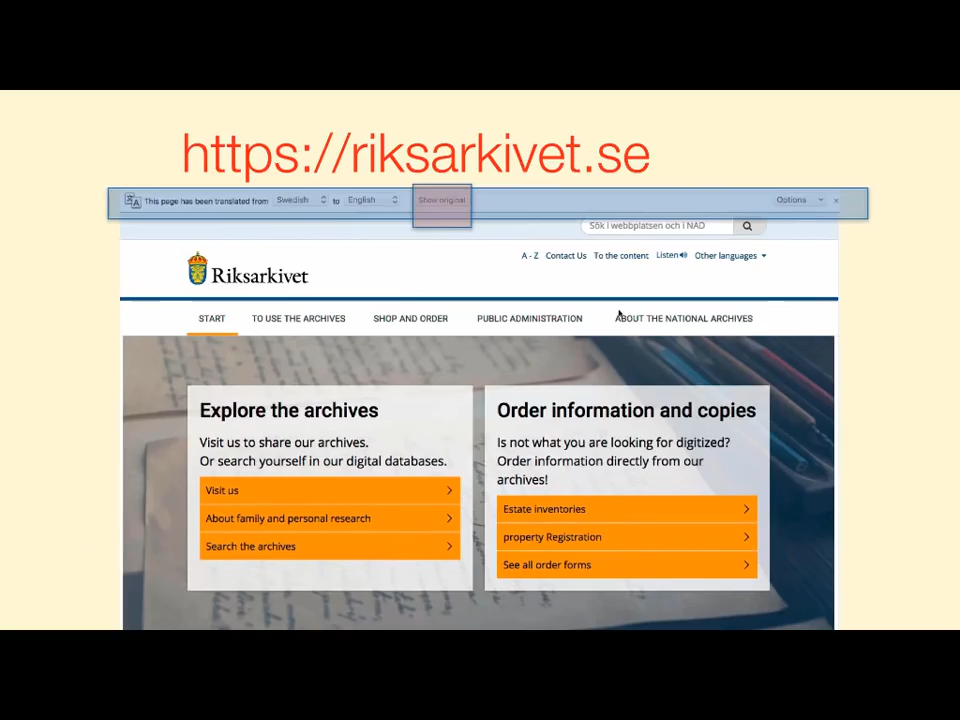 https://riksarkivet.se
This page has been translated from Swedish to English Show original Options
Sök i webbplatsen och i NAD
A - Z Contact Us To the content Listen Other languages
Riksarkivet
START TO USE THE ARCHIVES SHOP AND ORDER PUBLIC ADMINISTRATION ABOUT THE NATIONAL ARCHIVES
Explore the archives
Visit us to share our archives.
Or search yourself in our digital databases.
Visit us
About family and personal research
Search the archives
Order information and copies
Is not what you are looking for digitized?
Order information directly from our
archives!
Estate inventories
property Registration
See all order forms